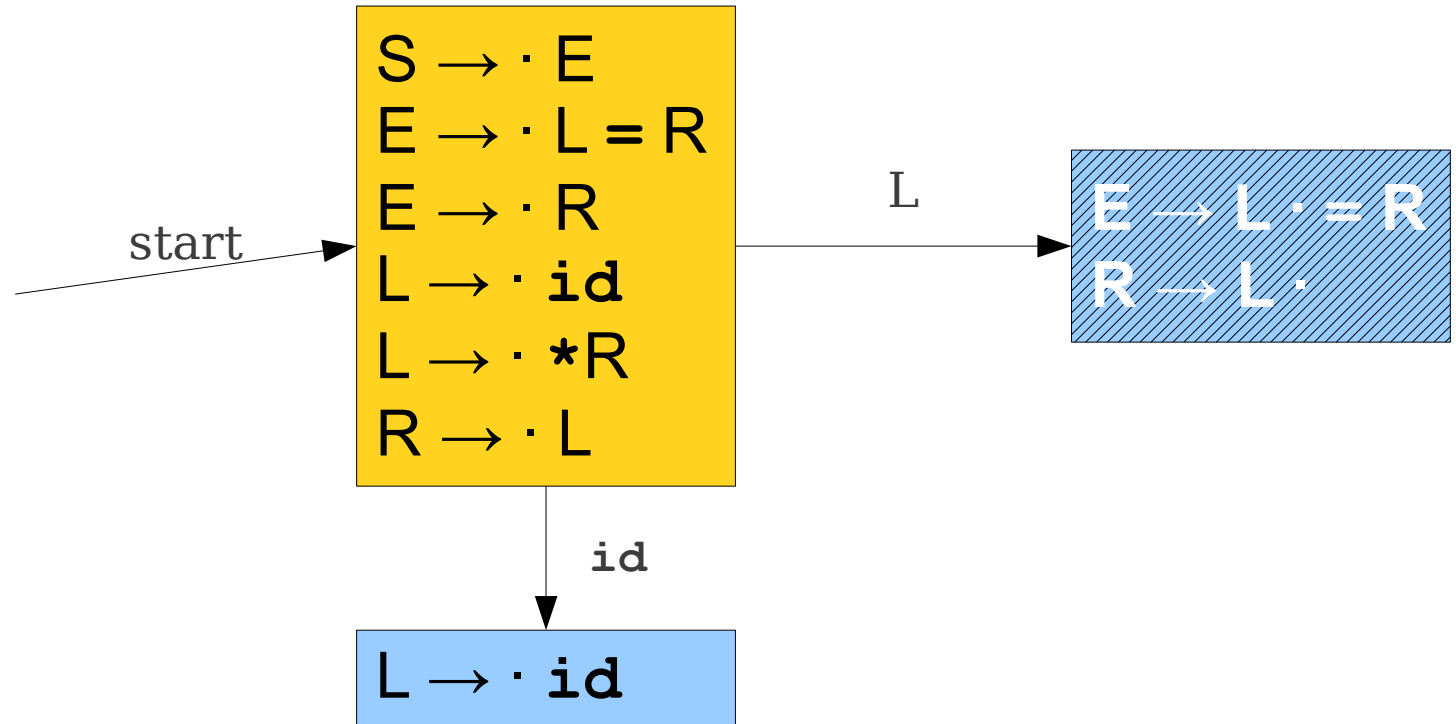 S → · E
E → · L = R
E → · R
L → · id
L → · *R
R → · L
start
L
E → L · = R
R → L ·
id
L → · id